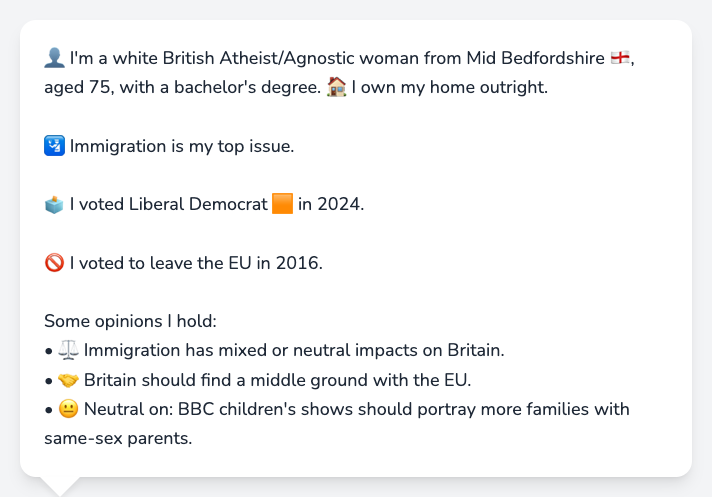 👤 I'm a white British Atheist/Agnostic woman from Mid Bedfordshire 🏴󠁧󠁢󠁥󠁮󠁧󠁿,
aged 75, with a bachelor's degree. 🏠 I own my home outright.
🛂 Immigration is my top issue.
🗳️ I voted Liberal Democrat 🟧 in 2024.
🚫 I voted to leave the EU in 2016.
Some opinions I hold:
• ⚖️ Immigration has mixed or neutral impacts on Britain.
• 🤝 Britain should find a middle ground with the EU.
• 😐 Neutral on: BBC children's shows should portray more families with
same-sex parents.